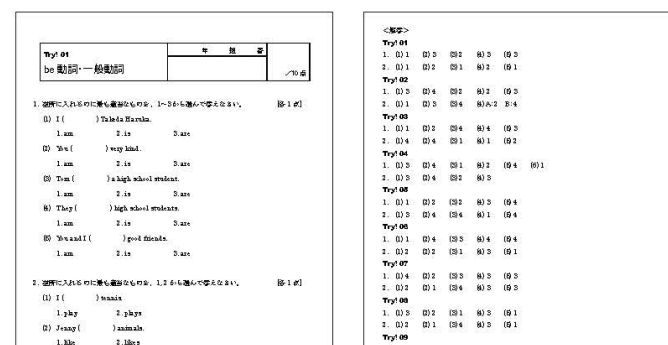 Try! 01
年 組 番
be 動詞・一般動詞
／10 点
1. 空所に入れるのに最も適当なものを、1～3 から選んで答えなさい。 [各 1 点]
(1) I ( ) Takeda Haruka.
1.am 2.is 3.are
(2) You ( ) very kind.
1.am 2.is 3.are
(3) Tom ( ) a high school student.
1.am 2.is 3.are
(4) They ( ) high school students.
1.am 2.is 3.are
(5) You and I ( ) good friends.
1.am 2.is 3.are
2. 空所に入れるのに最も適当なものを、1,2 から選んで答えなさい。 [各 1 点]
(1) I ( ) tennis.
1.play 2.plays
(2) Jenny ( ) animals.
1.like 2.likes
＜解答＞
Try! 01
1. (1) 1 (2) 3 (3) 2 (4) 3 (5) 3
2. (1) 1 (2) 2 (3) 1 (4) 2 (5) 1
Try! 02
1. (1) 3 (2) 4 (3) 2 (4) 2 (5) 3
2. (1) 1 (2) 3 (3) 4 (4) A:2 B:4
Try! 03
1. (1) 1 (2) 2 (3) 4 (4) 4 (5) 3
2. (1) 4 (2) 4 (3) 1 (4) 1 (5) 2
Try! 04
1. (1) 3 (2) 4 (3) 1 (4) 2 (5) 4 (6) 1
2. (1) 3 (2) 4 (3) 2 (4) 3
Try! 05
1. (1) 1 (2) 2 (3) 2 (4) 3 (5) 4
2. (1) 3 (2) 4 (3) 4 (4) 1 (5) 4
Try! 06
1. (1) 1 (2) 4 (3) 3 (4) 4 (5) 4
2. (1) 2 (2) 2 (3) 1 (4) 3 (5) 1
Try! 07
1. (1) 4 (2) 2 (3) 3 (4) 3 (5) 3
2. (1) 2 (2) 1 (3) 4 (4) 3 (5) 3
Try! 08
1. (1) 3 (2) 2 (3) 3 (4) 3 (5) 1
2. (1) 2 (2) 1 (3) 4 (4) 3 (5) 1
Try! 09